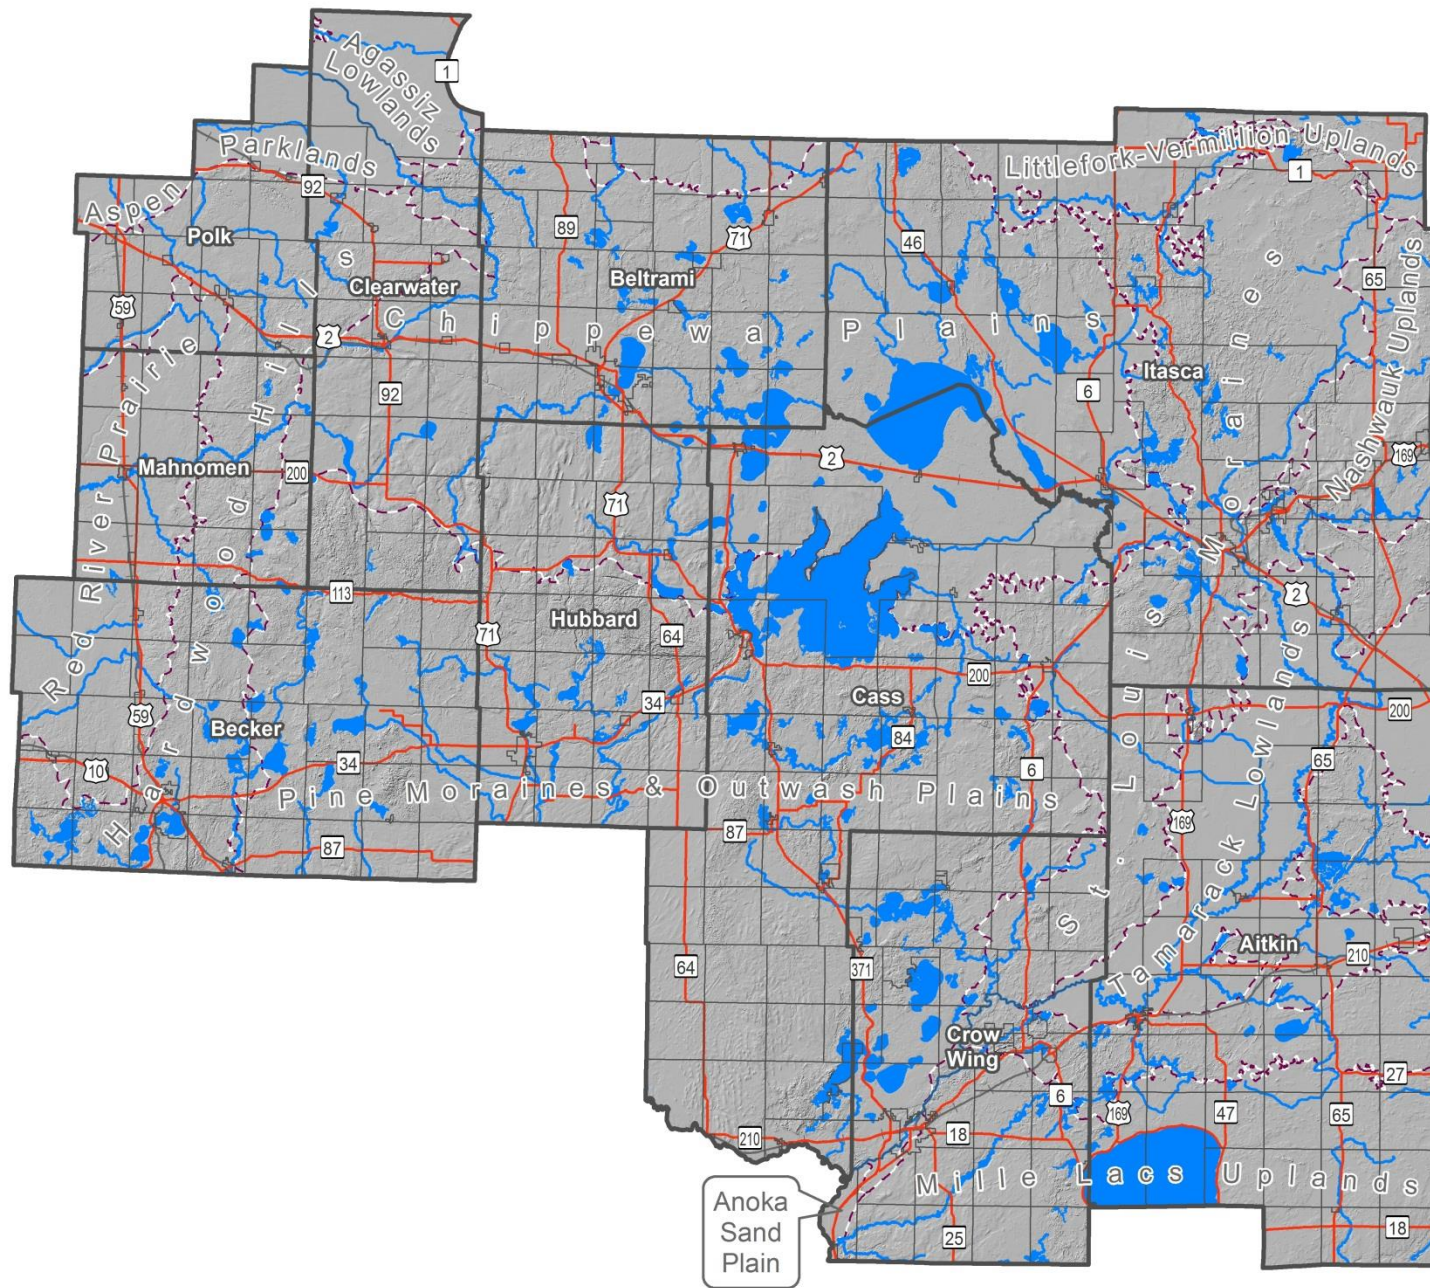 Agassiz
Lowlands
1
Parklands
92
Aspen
Polk
Littlefork-Vermillion Uplands
1
89
71
46
65
59
Clearwater
Beltrami
2
Chippewa Plains
Itasca
92
6
Nashwauk Uplands
169
Mahnomen
200
2
71
Red River Prairie
Hardwood Hills
113
71
Hubbard
64
2
34
200
Cass
84
59
Becker
10
34
6
200
65
Pine Moraines & Outwash Plains
87
87
169
St. Louis Moraines
Tamarack Lowlands
Aitkin
210
64
371
Crow
Wing
27
6
169
47
65
210
18
Mille Lacs Uplands
Anoka
Sand
Plain
25
18